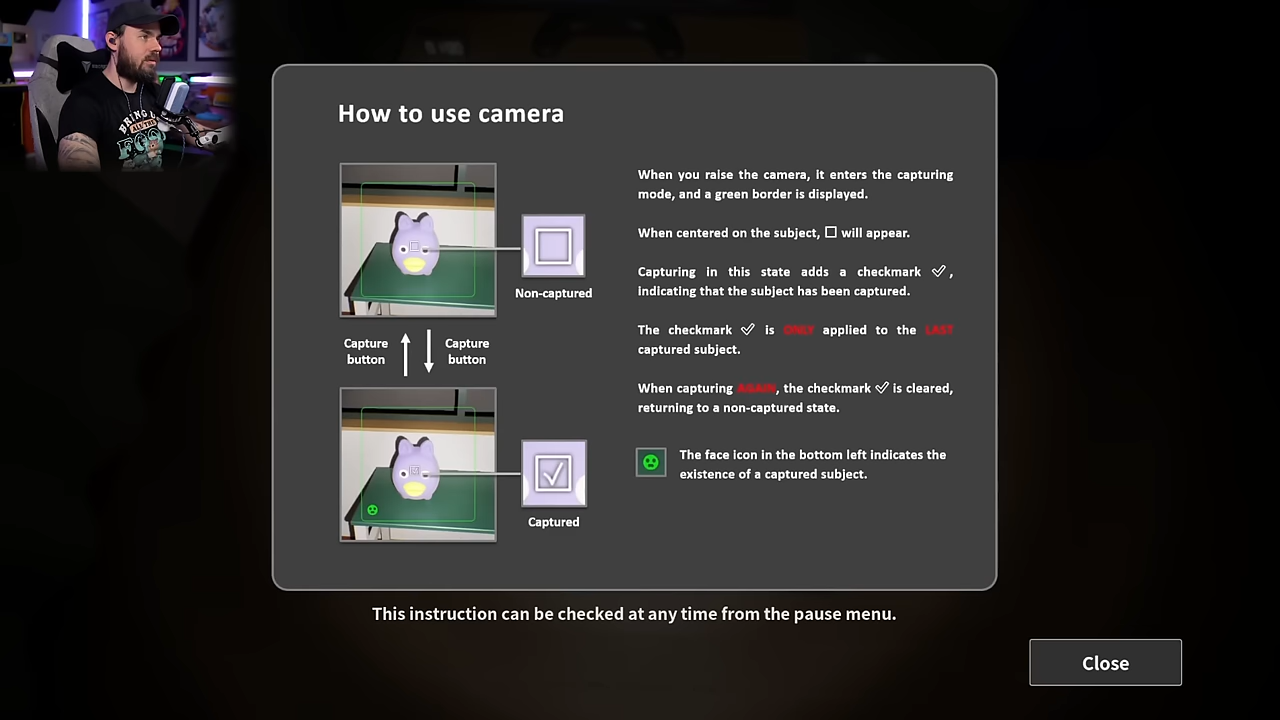 How to use camera
When you raise the camera, it enters the capturing
mode, and a green border is displayed.
When centered on the subject, ☐ will appear.
Capturing in this state adds a checkmark ✓,
indicating that the subject has been captured.
The checkmark ✓ is ONLY applied to the LAST
captured subject.
When capturing AGAIN, the checkmark ✓ is cleared,
returning to a non-captured state.
The face icon in the bottom left indicates the
existence of a captured subject.
Non-captured
Capture
button
Capture
button
Captured
This instruction can be checked at any time from the pause menu.
Close
BRING
ALL THE